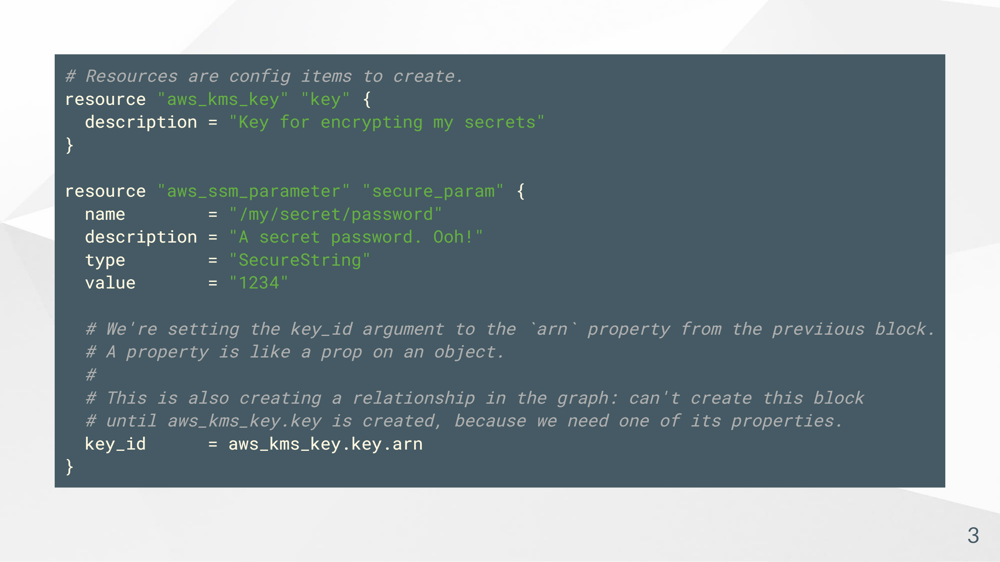 # Resources are config items to create.
resource "aws_kms_key" "key" {
  description = "Key for encrypting my secrets"
}
resource "aws_ssm_parameter" "secure_param" {
  name        = "/my/secret/password"
  description = "A secret password. Ooh!"
  type        = "SecureString"
  value       = "1234"
  # We're setting the key_id argument to the `arn` property from the previious block.
  # A property is like a prop on an object.
  #
  # This is also creating a relationship in the graph: can't create this block
  # until aws_kms_key.key is created, because we need one of its properties.
  key_id      = aws_kms_key.key.arn
}
3